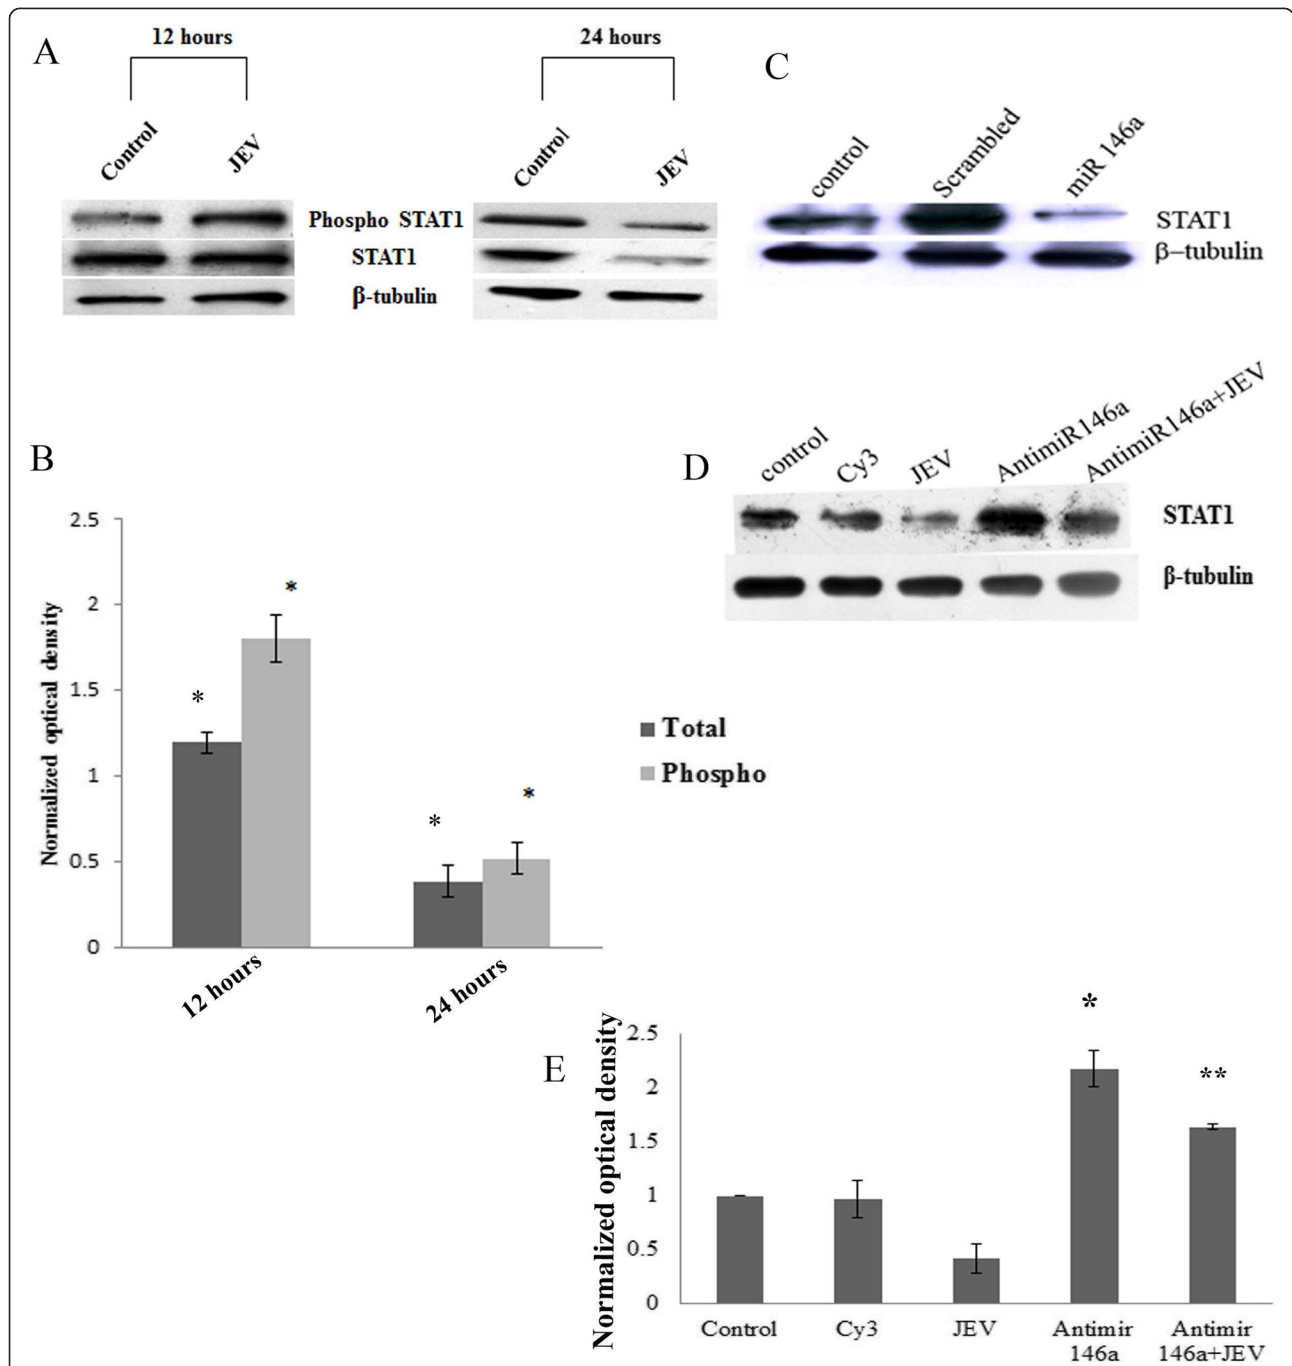 A
12 hours
24 hours
Control
JEV
Control
JEV
Phospho STAT1
STAT1
β-tubulin
C
control
Scrambled
miR 146a
STAT1
β-tubulin
B
Normalized optical density
2.5
2
1.5
1
0.5
0
*
*
*
*
12 hours
24 hours
Total
Phospho
D
control
Cy3
JEV
AntimiR146a
AntimiR146a+JEV
STAT1
β-tubulin
E
Normalized optical density
2.5
2
1.5
1
0.5
0
*
**
Control
Cy3
JEV
Antimir
146a
Antimir
146a+JEV